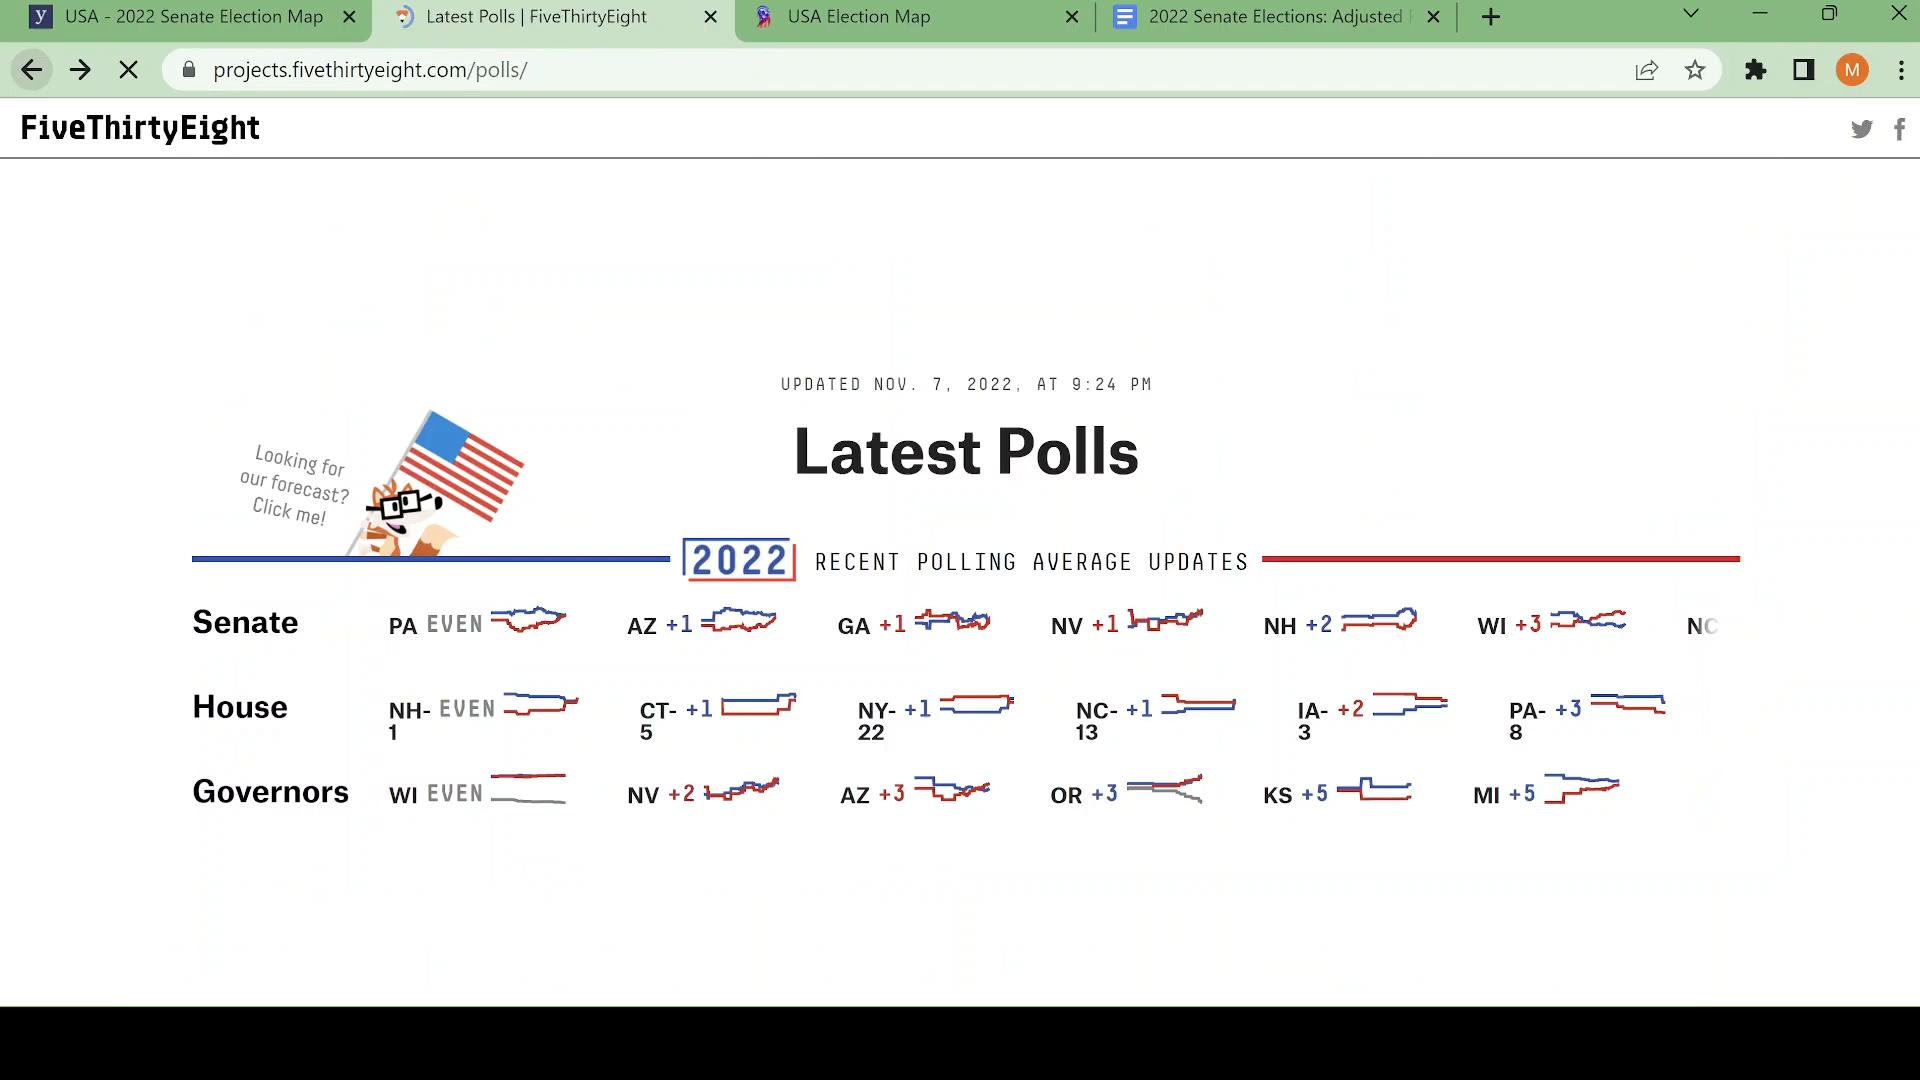 USA - 2022 Senate Election Map
Latest Polls | FiveThirtyEight
USA Election Map
2022 Senate Elections: Adjusted
projects.fivethirtyeight.com/polls/
M
FiveThirtyEight
UPDATED NOV. 7, 2022, AT 9:24 PM
Latest Polls
Looking for
our forecast?
Click me!
2022 RECENT POLLING AVERAGE UPDATES
Senate PA EVEN AZ +1 GA +1 NV +1 NH +2 WI +3 NC
House NH-1 EVEN CT-5 +1 NY-22 +1 NC-13 +1 IA-3 +2 PA-8 +3
Governors WI EVEN NV +2 AZ +3 OR +3 KS +5 MI +5